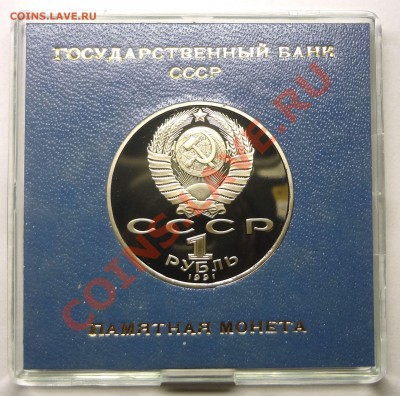 COINS.LAVE.RU
ГОСУДАРСТВЕННЫЙ БАНК
СССР
СССР
1
РУБЛЬ
1991
ПАМЯТНАЯ МОНЕТА
COINS.LAVE.RU